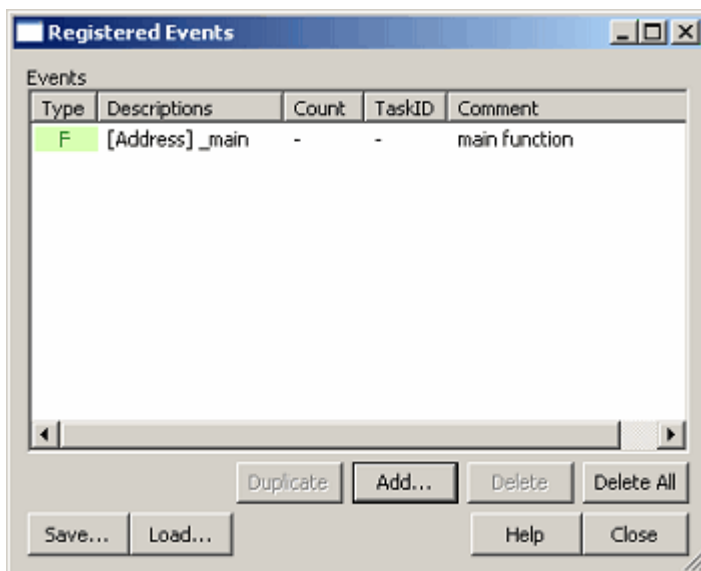 Registered Events
Events
Type Descriptions Count TaskID Comment
F [Address] _main - - main function
Duplicate Add... Delete Delete All
Save... Load... Help Close